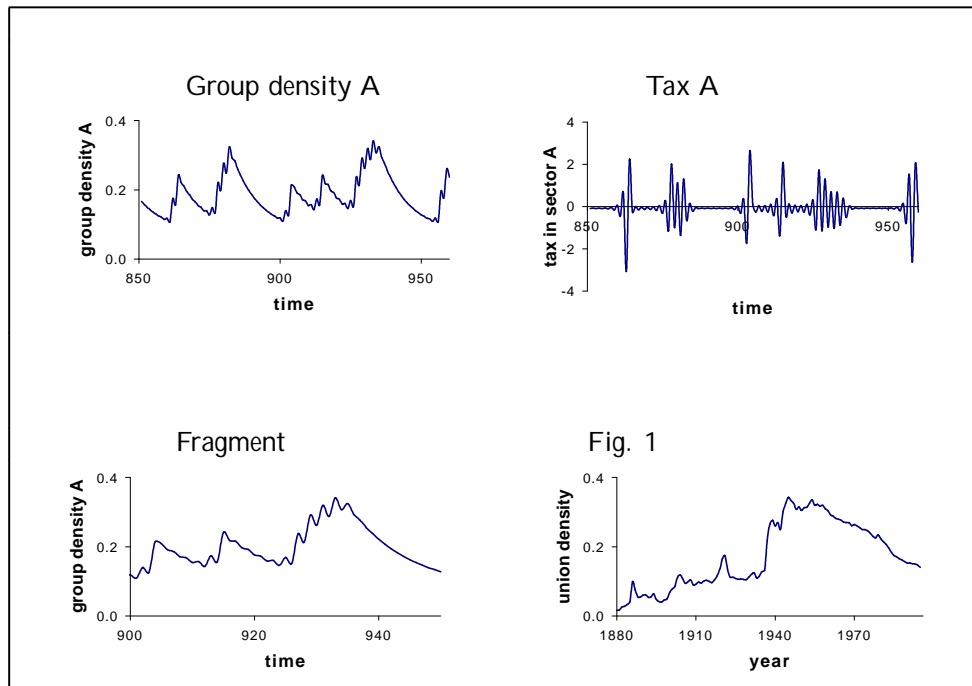 Group density A
group density A
0.4
0.2
0.0
850
900
950
time
Tax A
tax in sector A
4
2
0
-2
-4
850
900
950
time
Fragment
group density A
0.4
0.2
0.0
900
920
940
time
Fig. 1
union density
0.4
0.2
0.0
1880
1910
1940
1970
year